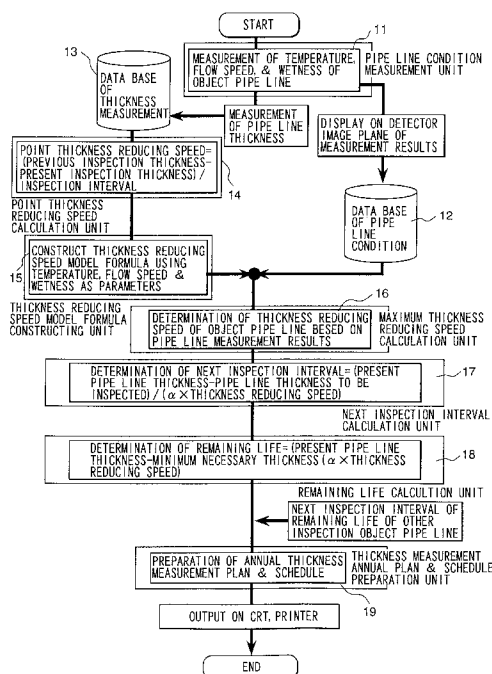 START
11
MEASUREMENT OF TEMPERATURE,
FLOW SPEED, & WETNESS OF
OBJECT PIPE LINE
PIPE LINE CONDITION
MEASUREMENT UNIT
13
DATA BASE
OF
THICKNESS
MEASUREMENT
MEASUREMENT
OF PIPE LINE
THICKNESS
DISPLAY ON DETECTOR
IMAGE PLANE OF
MEASUREMENT RESULTS
POINT THICKNESS REDUCING SPEED=
(PREVIOUS INSPECTION THICKNESS-
PRESENT INSPECTION THICKNESS)/
INSPECTION INTERVAL
14
POINT THICKNESS
REDUCING SPEED
CALCULATION UNIT
DATA BASE
OF PIPE
LINE
CONDITION
12
15
CONSTRUCT THICKNESS REDUCING
SPEED MODEL FORMULA USING
TEMPERATURE, FLOW SPEED &
WETNESS AS PARAMETERS
THICKNESS REDUCING
SPEED MODEL FORMULA
CONSTRUCTING UNIT
16
DETERMINATION OF THICKNESS REDUCING
SPEED OF OBJECT PIPE LINE BESED ON
PIPE LINE MEASUREMENT RESULTS
MAXIMUM THICKNESS
REDUCING SPEED
CALCULATION UNIT
DETERMINATION OF NEXT INSPECTION INTERVAL=(PRESENT
PIPE LINE THICKNESS-PIPE LINE THICKNESS TO BE
INSPECTED)/(α×THICKNESS REDUCING SPEED)
17
NEXT INSPECTION INTERVAL
CALCULATION UNIT
DETERMINATION OF REMAINING LIFE=(PRESENT PIPE LINE
THICKNESS-MINIMUM NECESSARY THICKNESS(α×THICKNESS
REDUCING SPEED)
18
REMAINING LIFE CALCULTION UNIT
NEXT INSPECTION INTERVAL
OF REMAINING LIFE OF OTHER
INSPECTION OBJECT PIPE LINE
PREPARATION OF ANNUAL THICKNESS
MEASUREMENT PLAN & SCHEDULE
THICKNESS MEASUREMENT
ANNUAL PLAN & SCHEDULE
PREPARATION UNIT
19
OUTPUT ON CRT, PRINTER
END